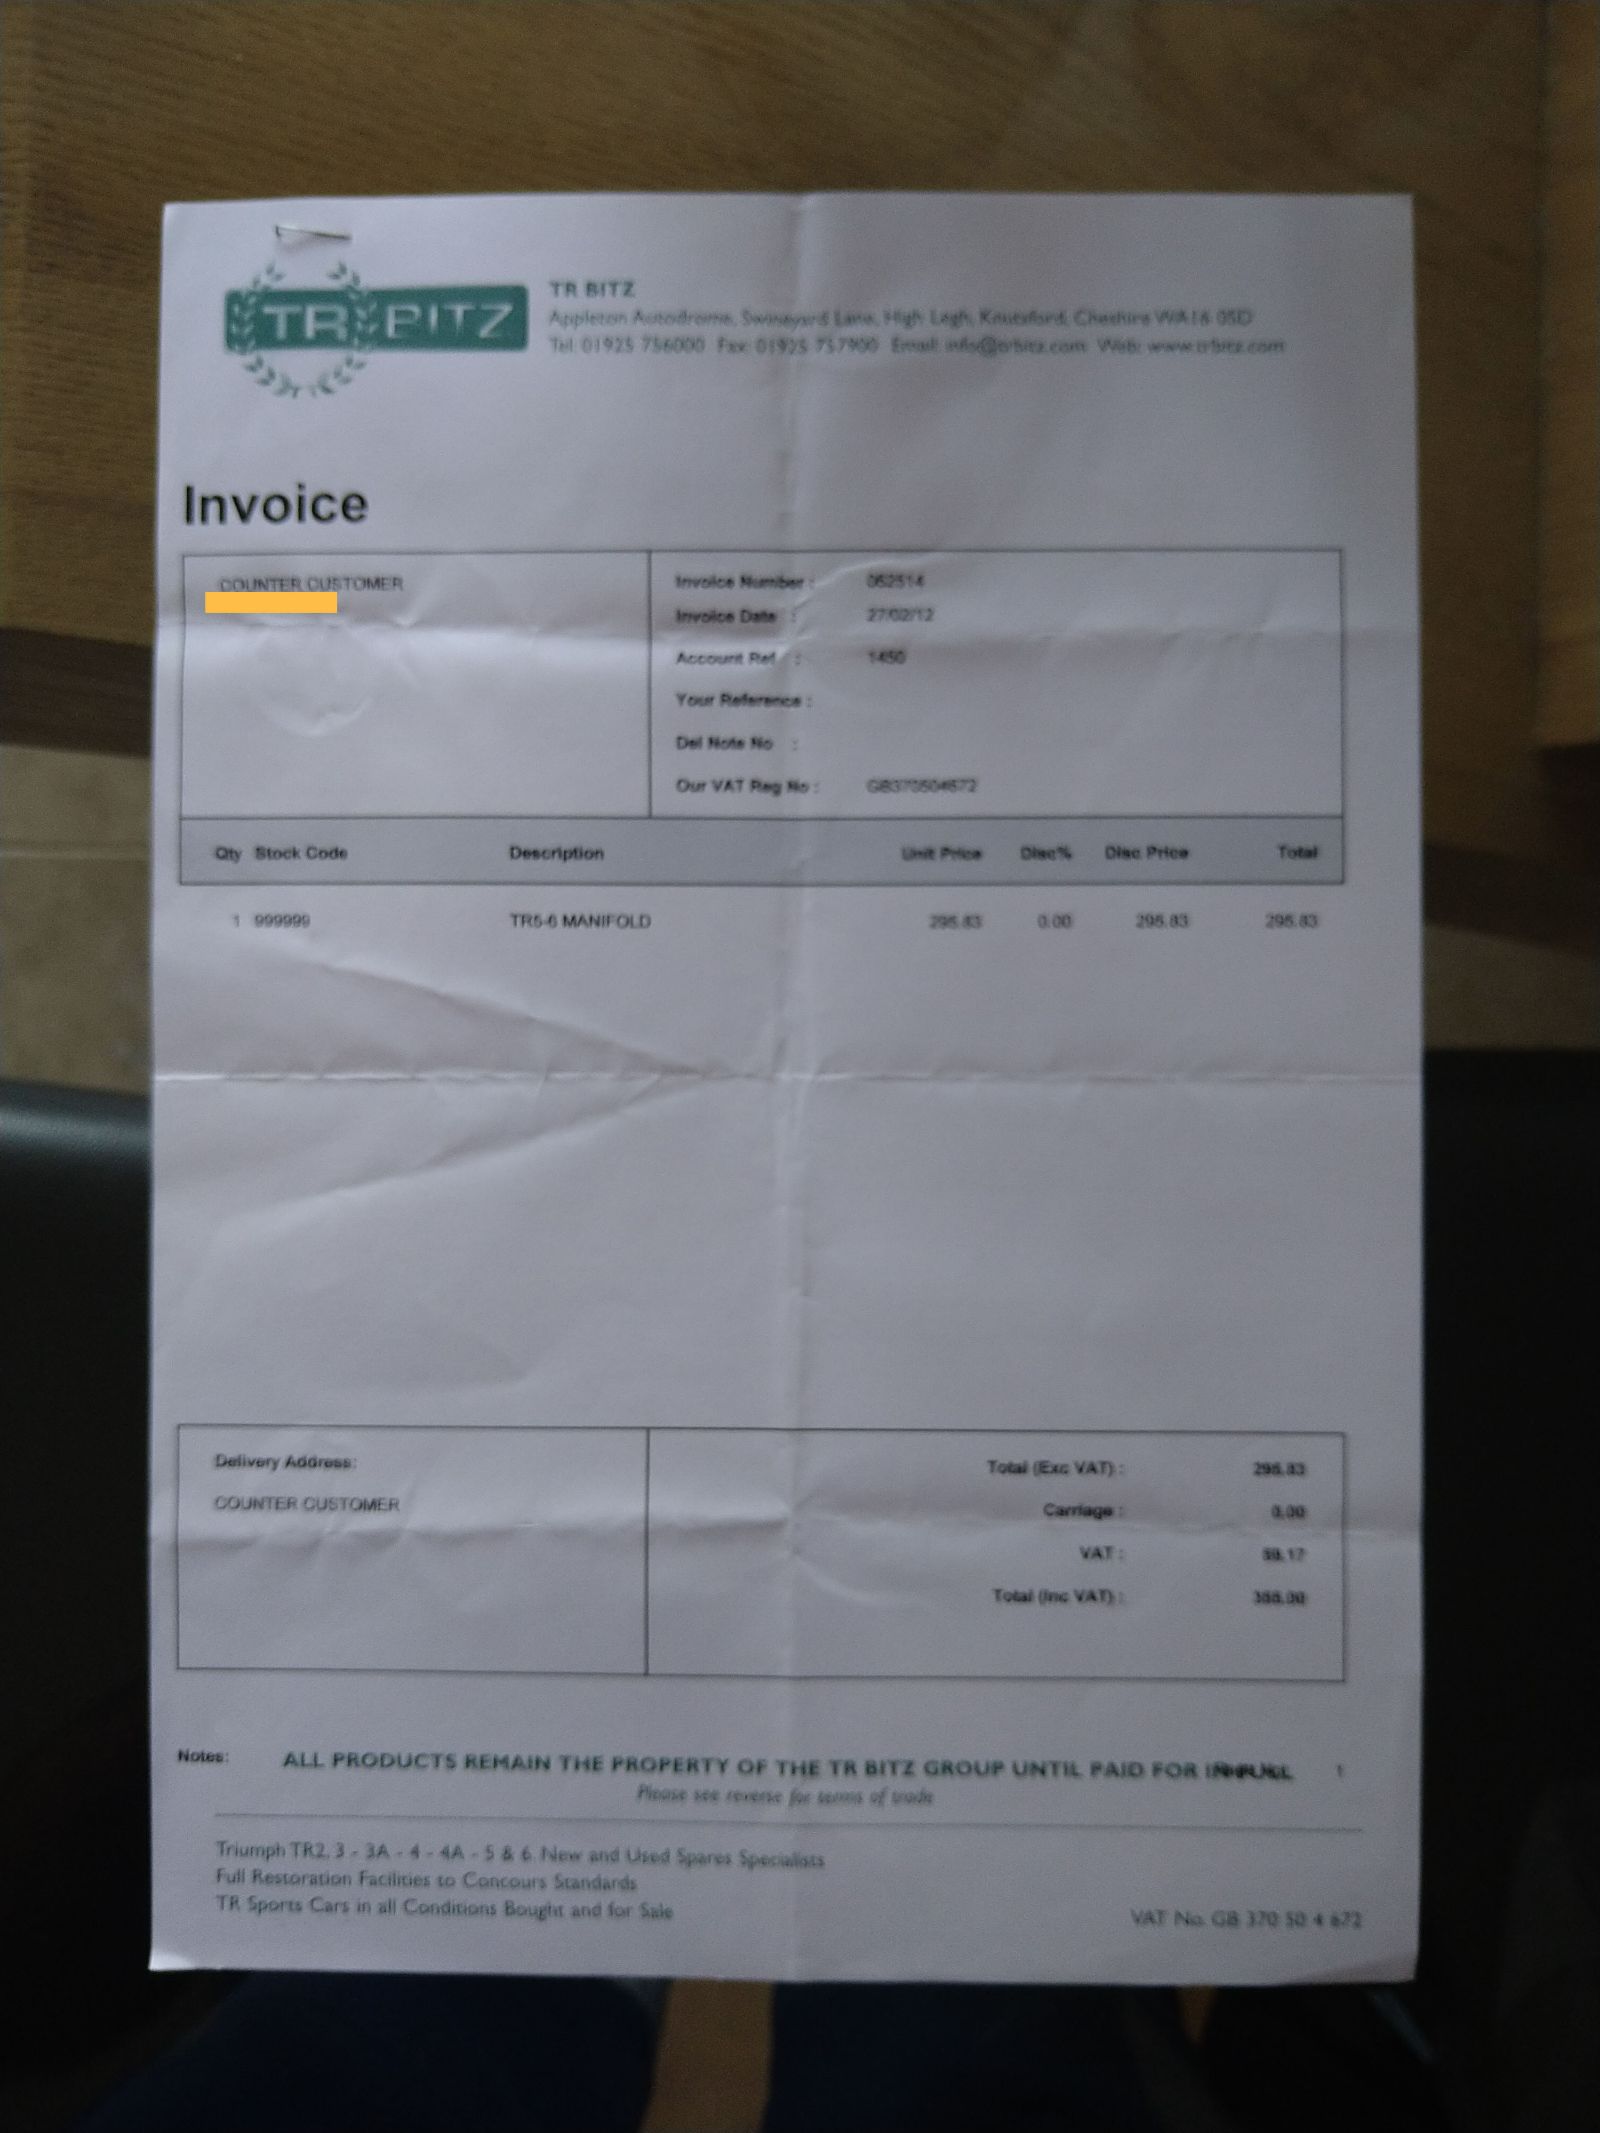 TR BITZ
TR BITZ
Appleton Autodrome, Swineyard Lane, High Legh, Knutsford, Cheshire WA16 0SD
Tel: 01925 756000 Fax: 01925 757900 Email: info@trbitz.com Web: www.trbitz.com
Invoice
COUNTER CUSTOMER
Invoice Number : 062514
Invoice Date : 27/02/12
Account Ref : 1450
Your Reference :
Del Note No :
Our VAT Reg No : GB370504672
Qty Stock Code Description Unit Price Disc% Disc Price Total
1 999999 TR5-6 MANIFOLD 295.83 0.00 295.83 295.83
Delivery Address:
COUNTER CUSTOMER
Total (Exc VAT) : 295.83
Carriage : 0.00
VAT : 59.17
Total (Inc VAT) : 355.00
Notes: ALL PRODUCTS REMAIN THE PROPERTY OF THE TR BITZ GROUP UNTIL PAID FOR IN FULL 1
Please see reverse for terms of trade
Triumph TR2, 3 - 3A - 4 - 4A - 5 & 6. New and Used Spares Specialists
Full Restoration Facilities to Concours Standards
TR Sports Cars in all Conditions Bought and for Sale
VAT No. GB 370 50 4 672